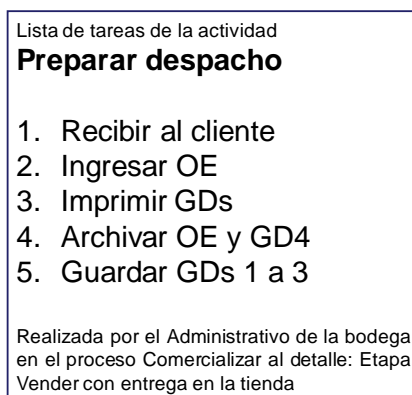 Lista de tareas de la actividad
Preparar despacho
1. Recibir al cliente
2. Ingresar OE
3. Imprimir GDs
4. Archivar OE y GD4
5. Guardar GDs 1 a 3
Realizada por el Administrativo de la bodega
en el proceso Comercializar al detalle: Etapa
Vender con entrega en la tienda